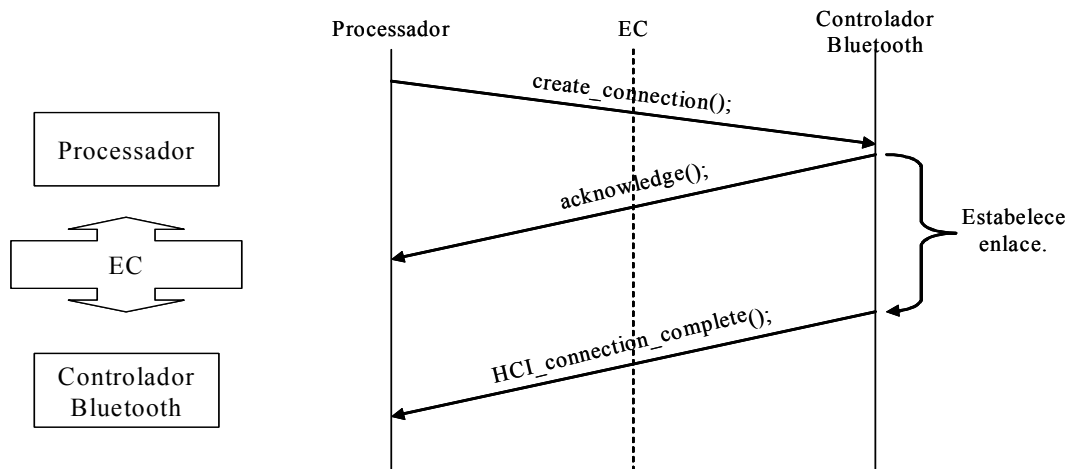 Processador
EC
Controlador
Bluetooth
create_connection();
Processador
acknowledge();
Estabelece
enlace.
EC
HCI_connection_complete();
Controlador
Bluetooth